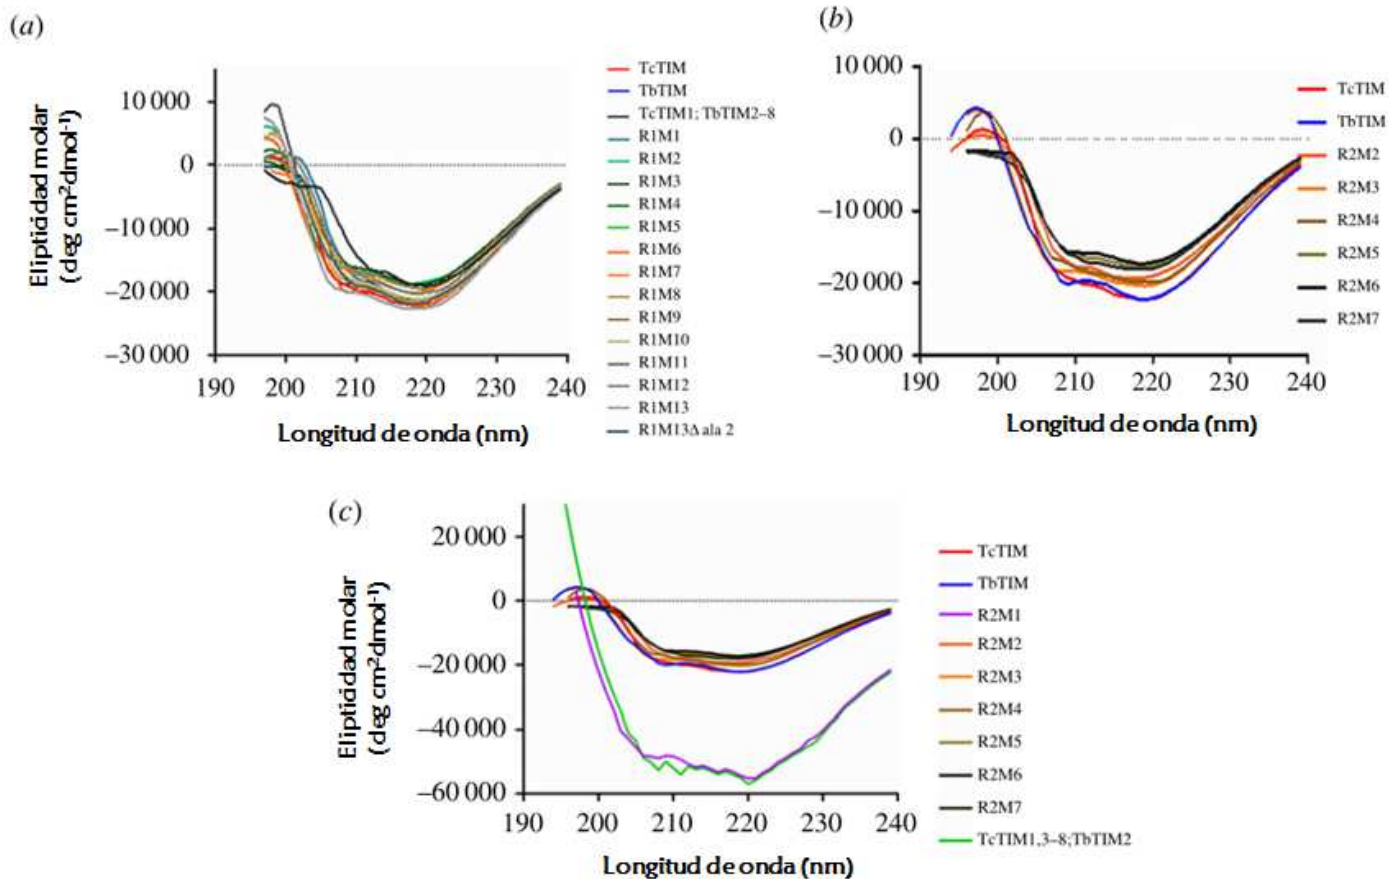 (a)
Elipticidad molar
(deg cm²dmol⁻¹)
10 000
0
−10 000
−20 000
−30 000
190 200 210 220 230 240
Longitud de onda (nm)
TcTIM
TbTIM
TcTIM1; TbTIM2–8
R1M1
R1M2
R1M3
R1M4
R1M5
R1M6
R1M7
R1M8
R1M9
R1M10
R1M11
R1M12
R1M13
R1M13Δ ala 2
(b)
10 000
0
−10 000
−20 000
−30 000
190 200 210 220 230 240
Longitud de onda (nm)
TcTIM
TbTIM
R2M2
R2M3
R2M4
R2M5
R2M6
R2M7
(c)
Elipticidad molar
(deg cm²dmol⁻¹)
20 000
0
−20 000
−40 000
−60 000
190 200 210 220 230 240
Longitud de onda (nm)
TcTIM
TbTIM
R2M1
R2M2
R2M3
R2M4
R2M5
R2M6
R2M7
TcTIM1,3–8;TbTIM2